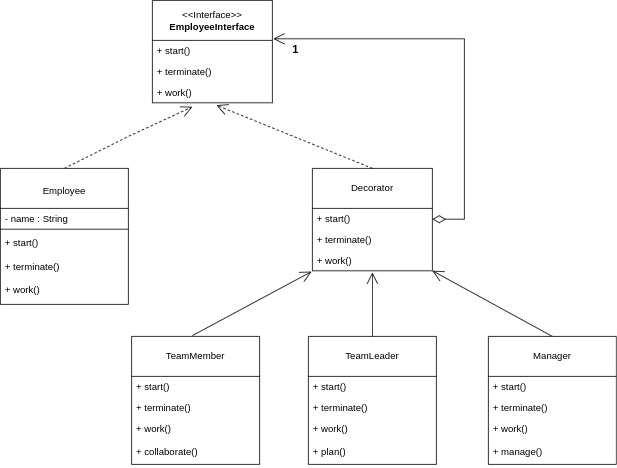 <<Interface>>
EmployeeInterface
+ start()
+ terminate()
+ work()
1
Employee
- name : String
+ start()
+ terminate()
+ work()
Decorator
+ start()
+ terminate()
+ work()
TeamMember
+ start()
+ terminate()
+ work()
+ collaborate()
TeamLeader
+ start()
+ terminate()
+ work()
+ plan()
Manager
+ start()
+ terminate()
+ work()
+ manage()